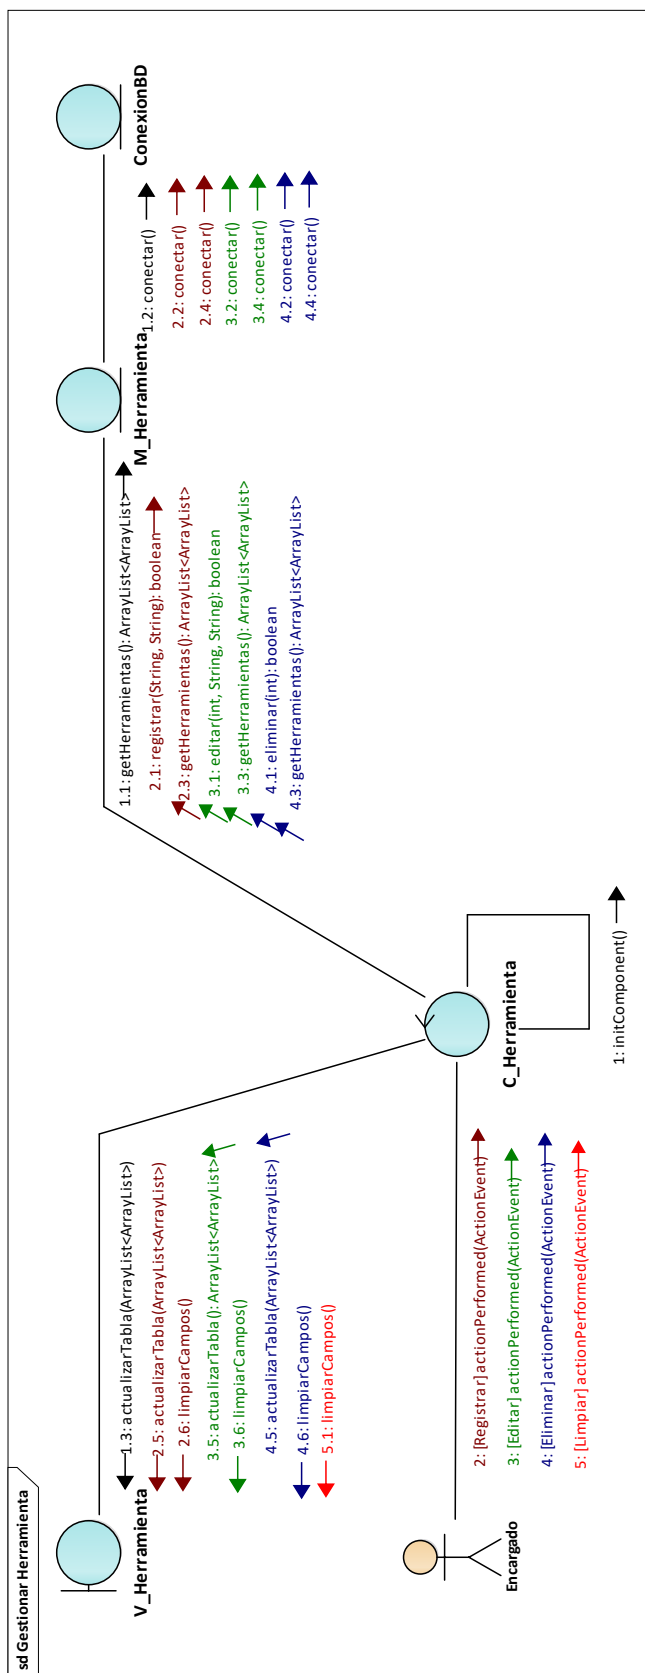 sd Gestionar Herramienta
V_Herramienta
1.3: actualizarTabla(ArrayList<ArrayList>)
2.5: actualizarTabla(ArrayList<ArrayList>)
2.6: limpiarCampos()
3.5: actualizarTabla(): ArrayList<ArrayList>
3.6: limpiarCampos()
4.5: actualizarTabla(ArrayList<ArrayList>)
4.6: limpiarCampos()
5.1: limpiarCampos()
Encargado
2: [Registrar] actionPerformed(ActionEvent)
3: [Editar] actionPerformed(ActionEvent)
4: [Eliminar] actionPerformed(ActionEvent)
5: [Limpiar] actionPerformed(ActionEvent)
C_Herramienta
1: initComponent()
1.1: getHerramientas(): ArrayList<ArrayList>
2.1: registrar(String, String): boolean
2.3: getHerramientas(): ArrayList<ArrayList>
3.1: editar(int, String, String): boolean
3.3: getHerramientas(): ArrayList<ArrayList>
4.1: eliminar(int): boolean
4.3: getHerramientas(): ArrayList<ArrayList>
M_Herramienta
1.2: conectar()
2.2: conectar()
2.4: conectar()
3.2: conectar()
3.4: conectar()
4.2: conectar()
4.4: conectar()
ConexionBD